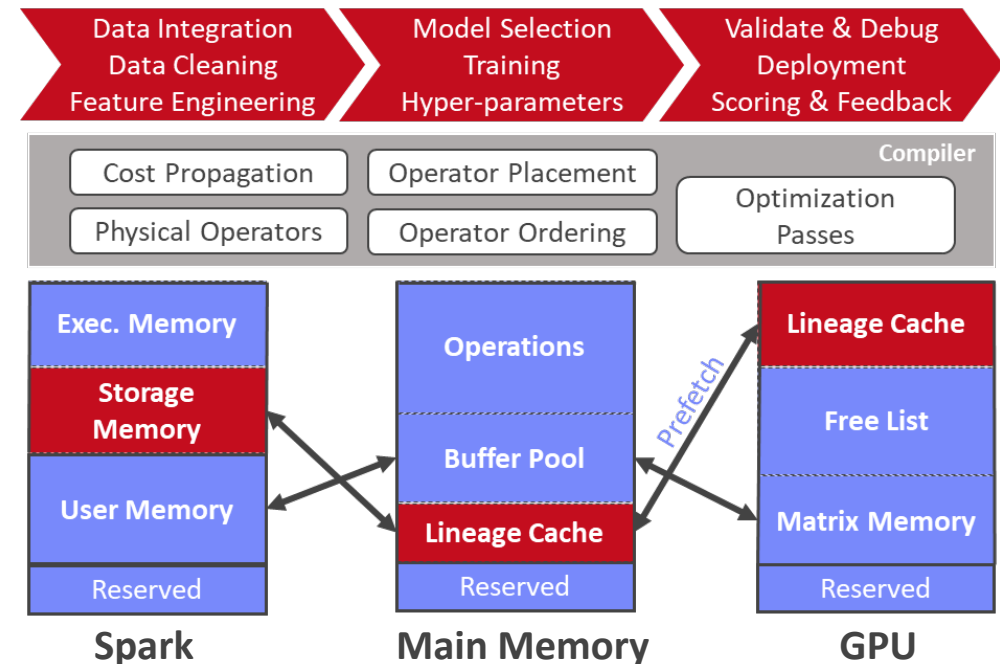 Data Integration
Data Cleaning
Feature Engineering
Model Selection
Training
Hyper-parameters
Validate & Debug
Deployment
Scoring & Feedback
Compiler
Cost Propagation
Operator Placement
Optimization
Passes
Physical Operators
Operator Ordering
Exec. Memory
Storage
Memory
User Memory
Reserved
Spark
Operations
Buffer Pool
Lineage Cache
Reserved
Main Memory
Prefetch
Lineage Cache
Free List
Matrix Memory
Reserved
GPU